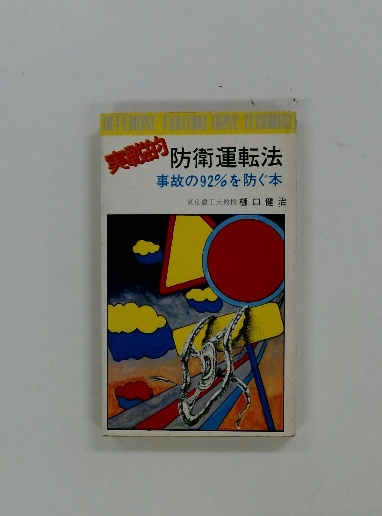 実戦的
防衛運転法
事故の92%を防ぐ本
東京農工大教授 樋口健治